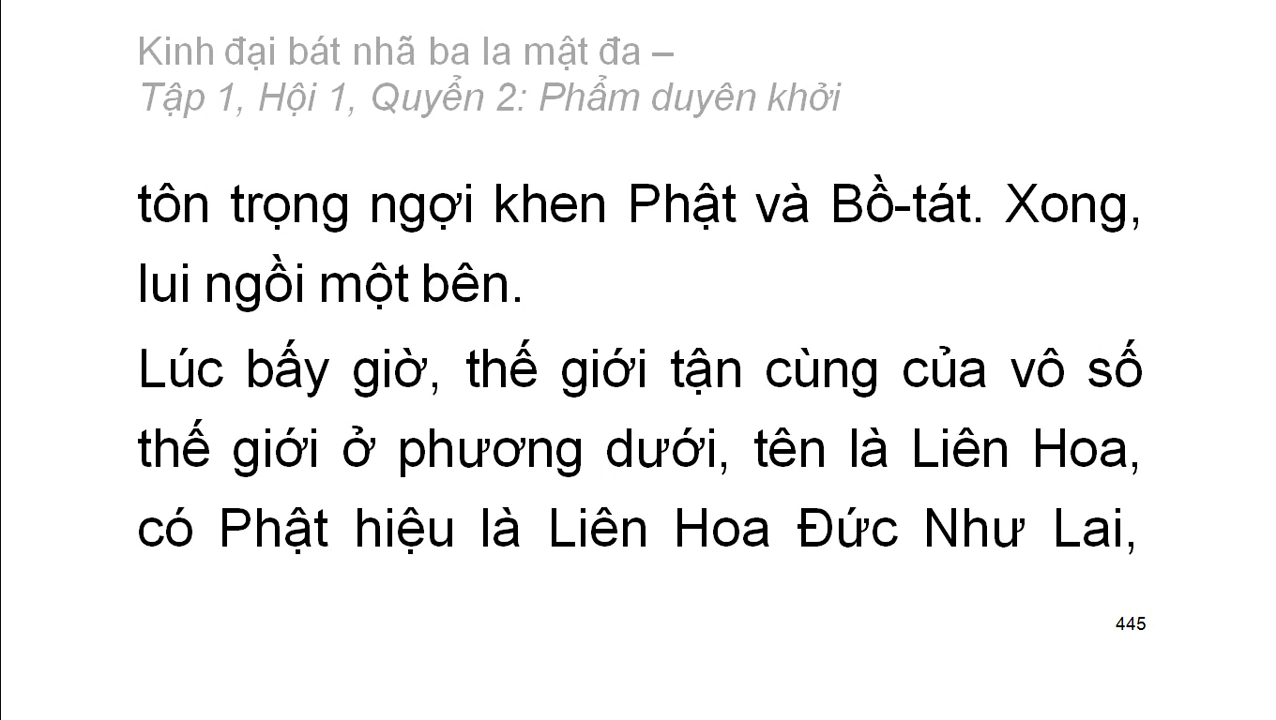 Kinh đại bát nhã ba la mật đa –
Tập 1, Hội 1, Quyển 2: Phẩm duyên khởi
tôn trọng ngợi khen Phật và Bồ-tát. Xong,
lui ngồi một bên.
Lúc bấy giờ, thế giới tận cùng của vô số
thế giới ở phương dưới, tên là Liên Hoa,
có Phật hiệu là Liên Hoa Đức Như Lai,
445